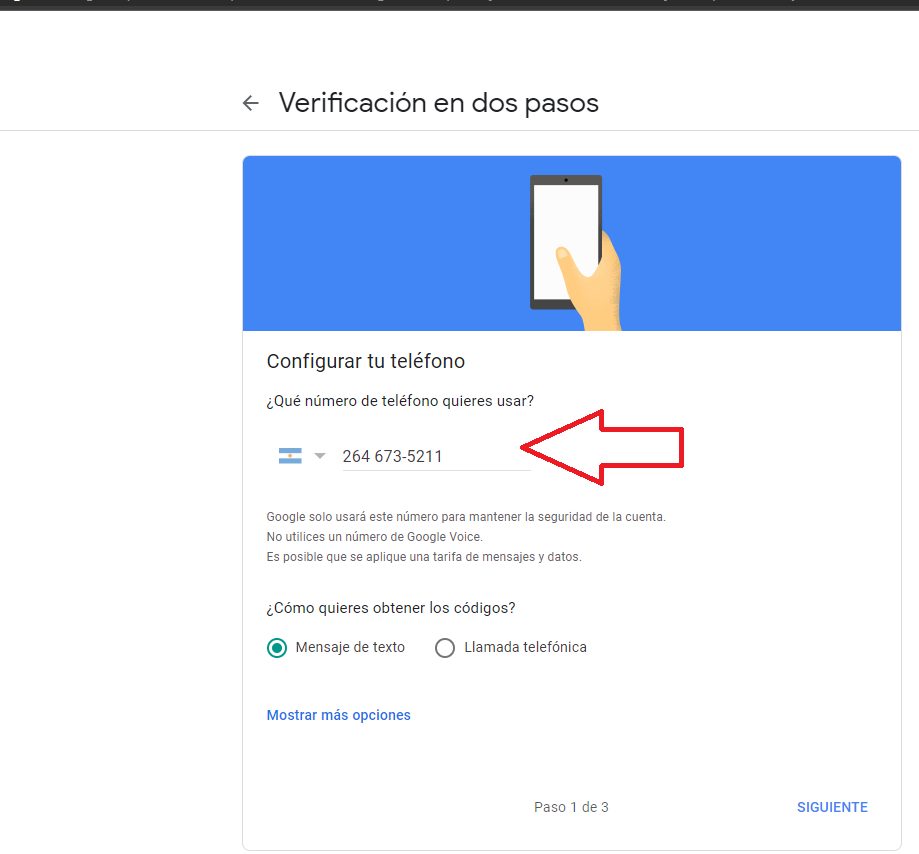 Verificación en dos pasos
Configurar tu teléfono
¿Qué número de teléfono quieres usar?
264 673-5211
Google solo usará este número para mantener la seguridad de la cuenta.
No utilices un número de Google Voice.
Es posible que se aplique una tarifa de mensajes y datos.
¿Cómo quieres obtener los códigos?
Mensaje de texto Llamada telefónica
Mostrar más opciones
Paso 1 de 3 SIGUIENTE